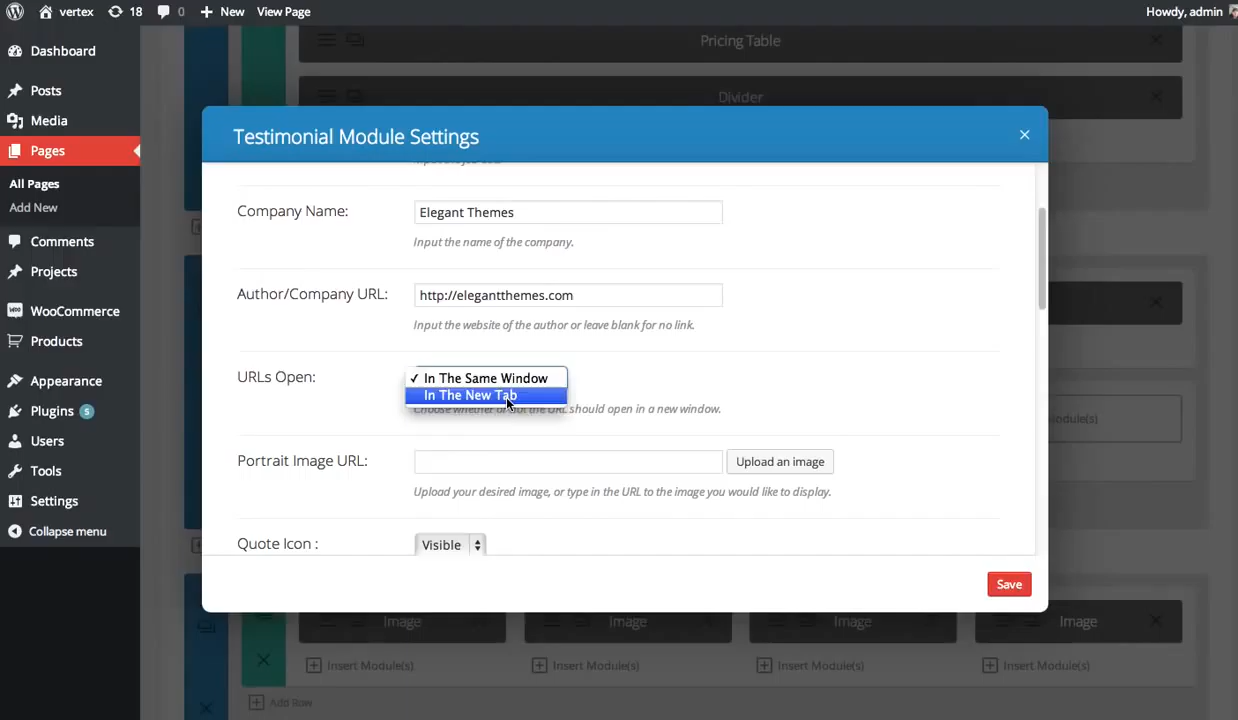 vertex
18
0
New
View Page
Howdy, admin
Dashboard
Posts
Media
Pages
All Pages
Add New
Comments
Projects
WooCommerce
Products
Appearance
Plugins 5
Users
Tools
Settings
Collapse menu
Pricing Table
Divider
Testimonial Module Settings
Company Name:
Elegant Themes
Input the name of the company.
Author/Company URL:
http://elegantthemes.com
Input the website of the author or leave blank for no link.
URLs Open:
✓ In The Same Window
In The New Tab
Choose whether or not the URL should open in a new window.
Portrait Image URL:
Upload an image
Upload your desired image, or type in the URL to the image you would like to display.
Quote Icon :
Visible
Save
Image
Image
Image
Image
Insert Module(s)
Insert Module(s)
Insert Module(s)
Insert Module(s)
Add Row